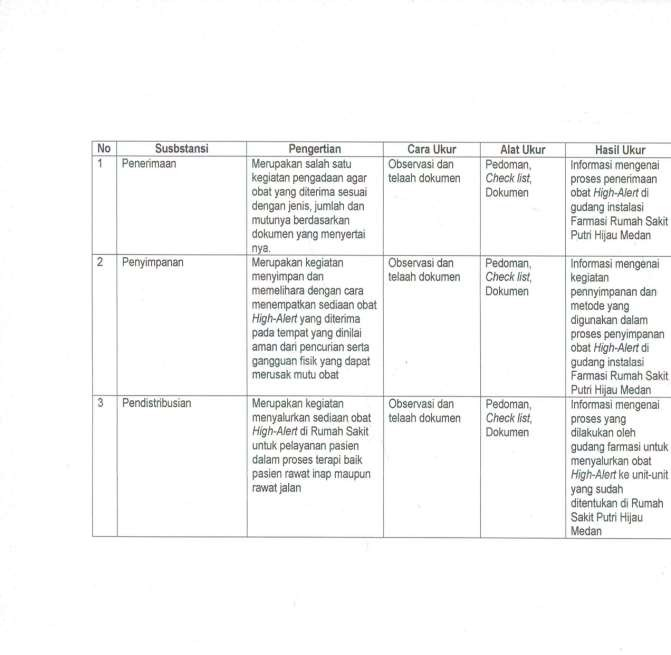 No Susbstansi Pengertian Cara Ukur Alat Ukur Hasil Ukur
1 Penerimaan Merupakan salah satu Observasi dan Pedoman, Informasi mengenai
kegiatan pengadaan agar telaah dokumen Check list, proses penerimaan
obat yang diterima sesuai Dokumen obat High-Alert di
dengan jenis, jumlah dan gudang instalasi
mutunya berdasarkan Farmasi Rumah Sakit
dokumen yang menyertai Putri Hijau Medan
nya.
2 Penyimpanan Merupakan kegiatan Observasi dan Pedoman, Informasi mengenai
menyimpan dan telaah dokumen Check list, kegiatan
memelihara dengan cara Dokumen pennyimpanan dan
menempatkan sediaan obat metode yang
High-Alert yang diterima digunakan dalam
pada tempat yang dinilai proses penyimpanan
aman dari pencurian serta obat High-Alert di
gangguan fisik yang dapat gudang instalasi
merusak mutu obat Farmasi Rumah Sakit
Putri Hijau Medan
3 Pendistribusian Merupakan kegiatan Observasi dan Pedoman, Informasi mengenai
menyalurkan sediaan obat telaah dokumen Check list, proses yang
High-Alert di Rumah Sakit Dokumen dilakukan oleh
untuk pelayanan pasien gudang farmasi untuk
dalam proses terapi baik menyalurkan obat
pasien rawat inap maupun High-Alert ke unit-unit
rawat jalan yang sudah
ditentukan di Rumah
Sakit Putri Hijau
Medan